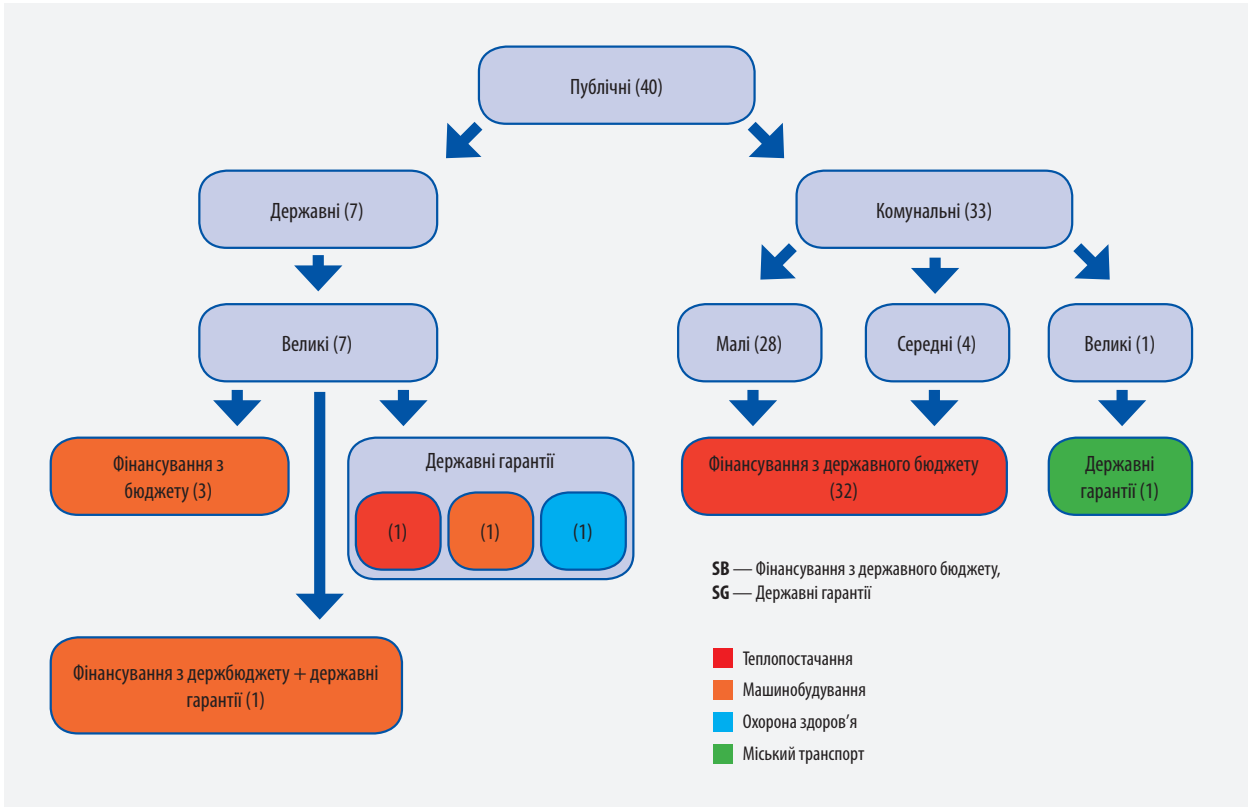 Публічні (40)
Державні (7)
Комунальні (33)
Великі (7)
Малі (28)
Середні (4)
Великі (1)
Фінансування з
бюджету (3)
Державні гарантії
(1)
(1)
(1)
Фінансування з державного бюджету
(32)
Державні
гарантії (1)
Фінансування з держбюджету + державні
гарантії (1)
SB — Фінансування з державного бюджету,
SG — Державні гарантії
Теплопостачання
Машинобудування
Охорона здоров’я
Міський транспорт